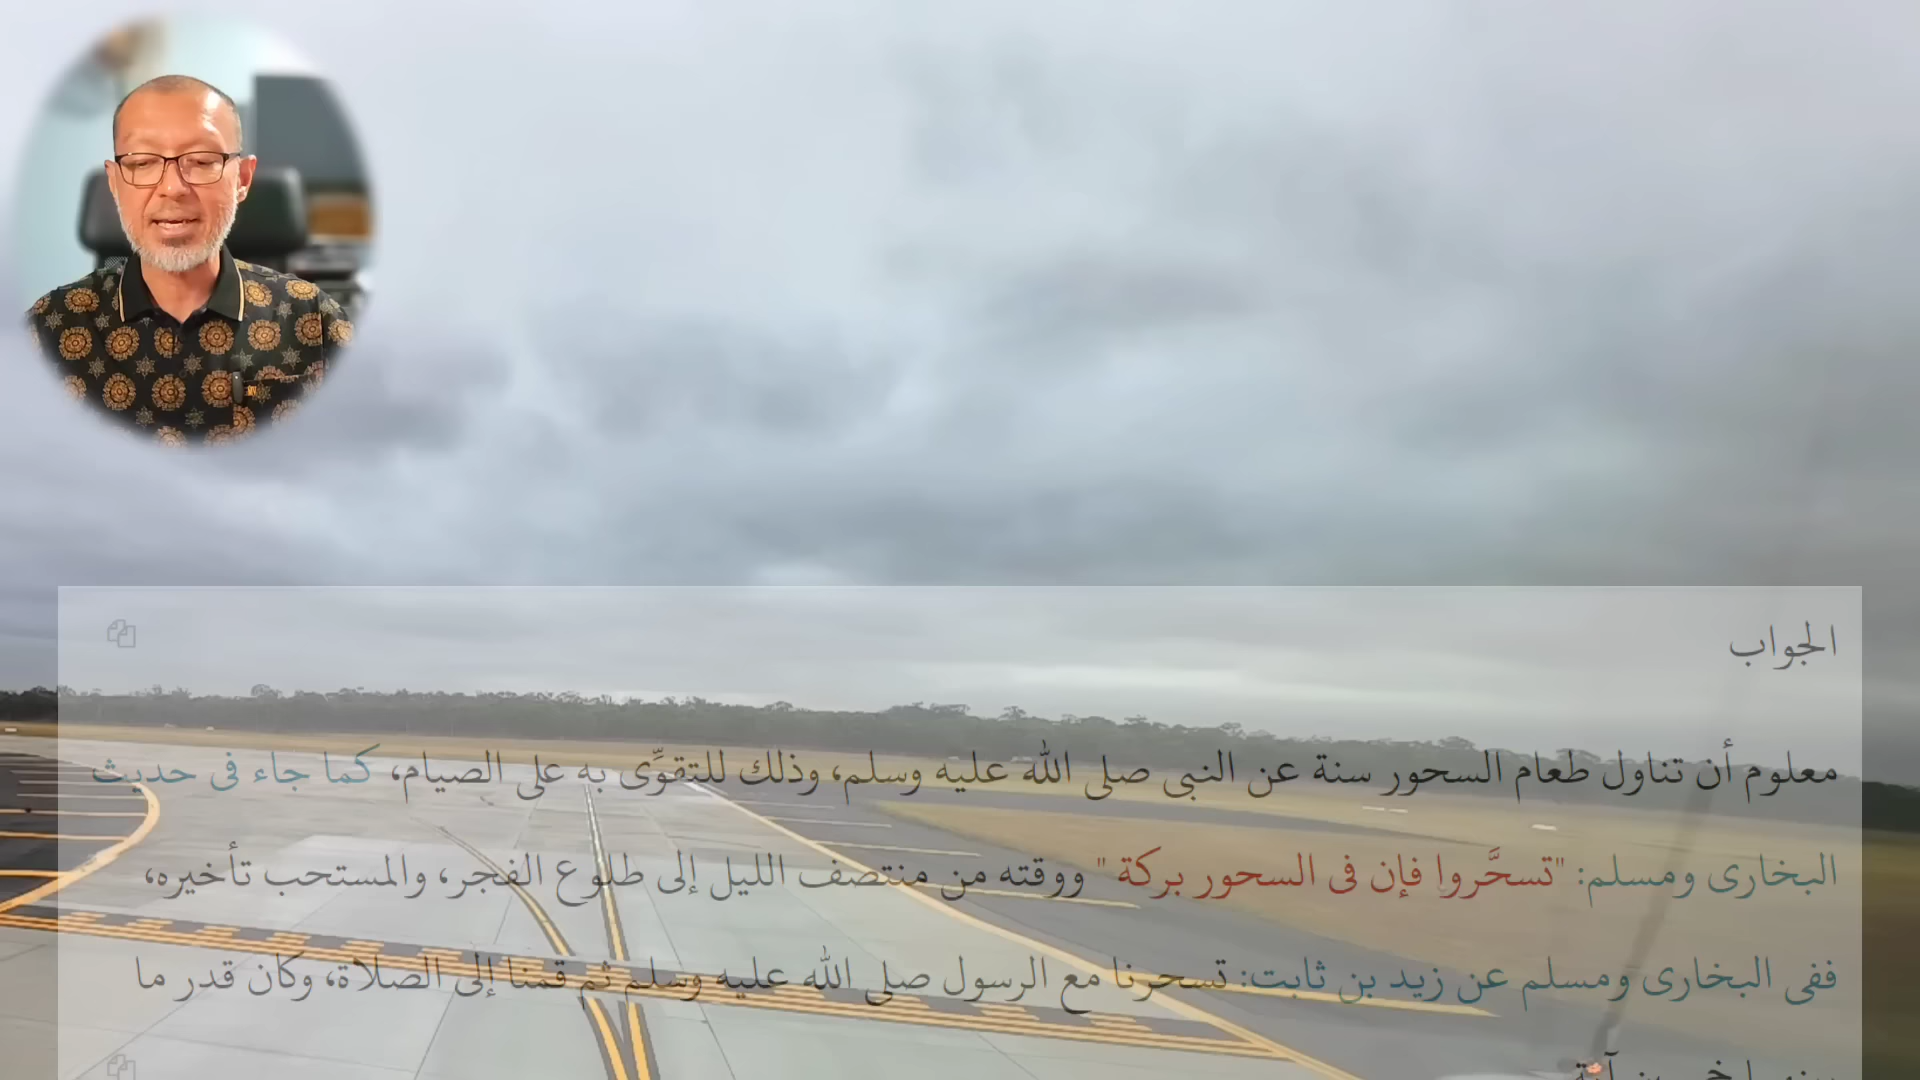 الجواب
معلوم أن تناول طعام السحور سنة عن النبى صلى الله عليه وسلم، وذلك للتقوِّى به على الصيام، كما جاء فى حديث
البخارى ومسلم: "تسحَّروا فإن فى السحور بركة " ووقته من منتصف الليل إلى طلوع الفجر، والمستحب تأخيره،
ففى البخارى ومسلم عن زيد بن ثابت: تسحرنا مع الرسول صلى الله عليه وسلم ثم قمنا إلى الصلاة، وكان قدر ما